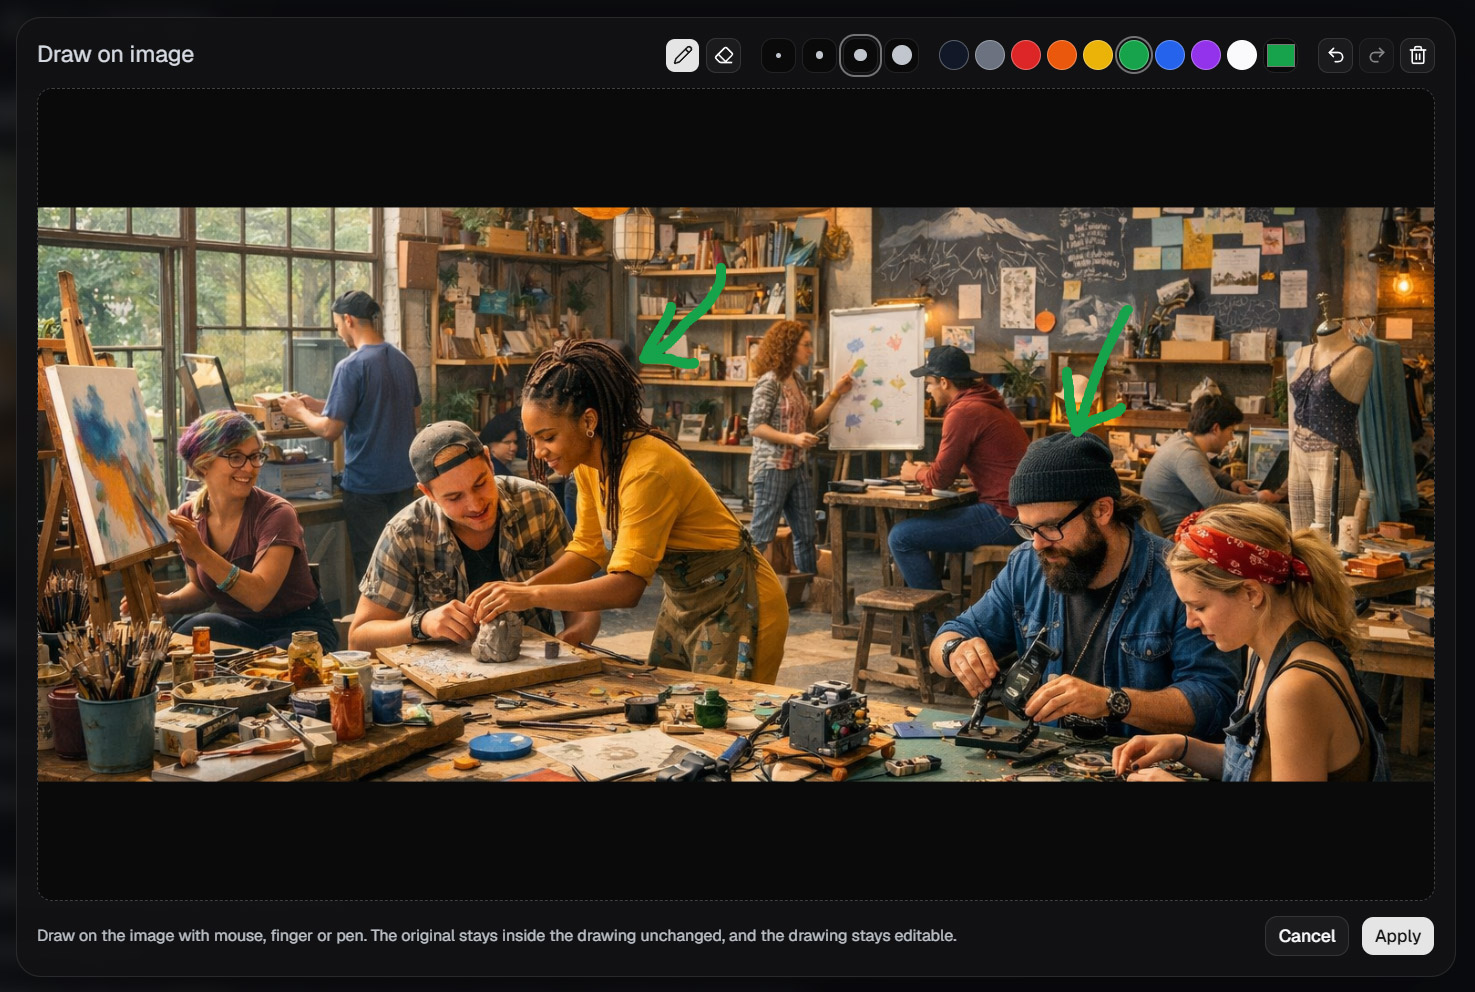 Draw on image
Draw on the image with mouse, finger or pen. The original stays inside the drawing unchanged, and the drawing stays editable.
Cancel
Apply